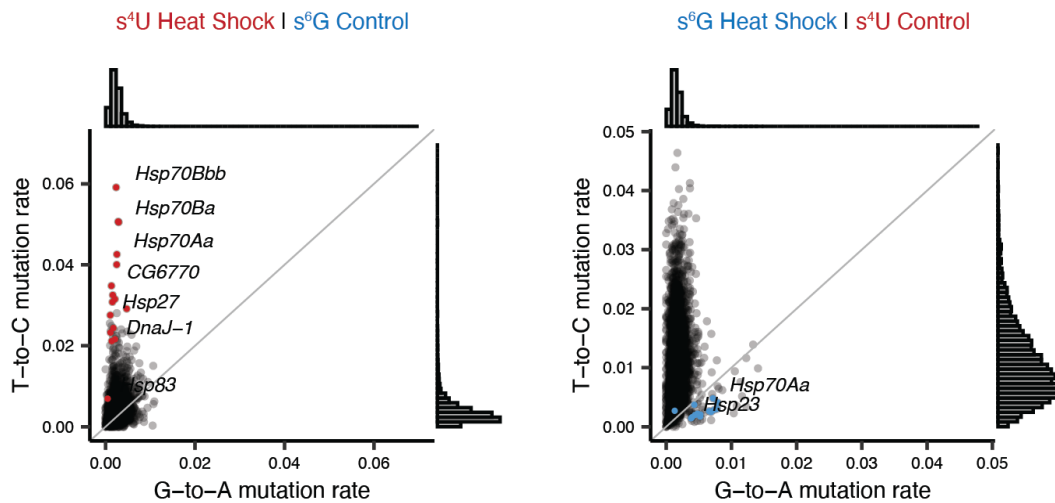 s⁴U Heat Shock | s⁶G Control
Hsp70Bbb
Hsp70Ba
Hsp70Aa
CG6770
Hsp27
DnaJ−1
Hsp83
0.06
0.04
0.02
0.00
T−to−C mutation rate
0.00 0.02 0.04 0.06
G−to−A mutation rate
s⁶G Heat Shock | s⁴U Control
0.05
0.04
0.03
0.02
0.01
0.00
T−to−C mutation rate
Hsp70Aa
Hsp23
0.00 0.01 0.02 0.03 0.04 0.05
G−to−A mutation rate